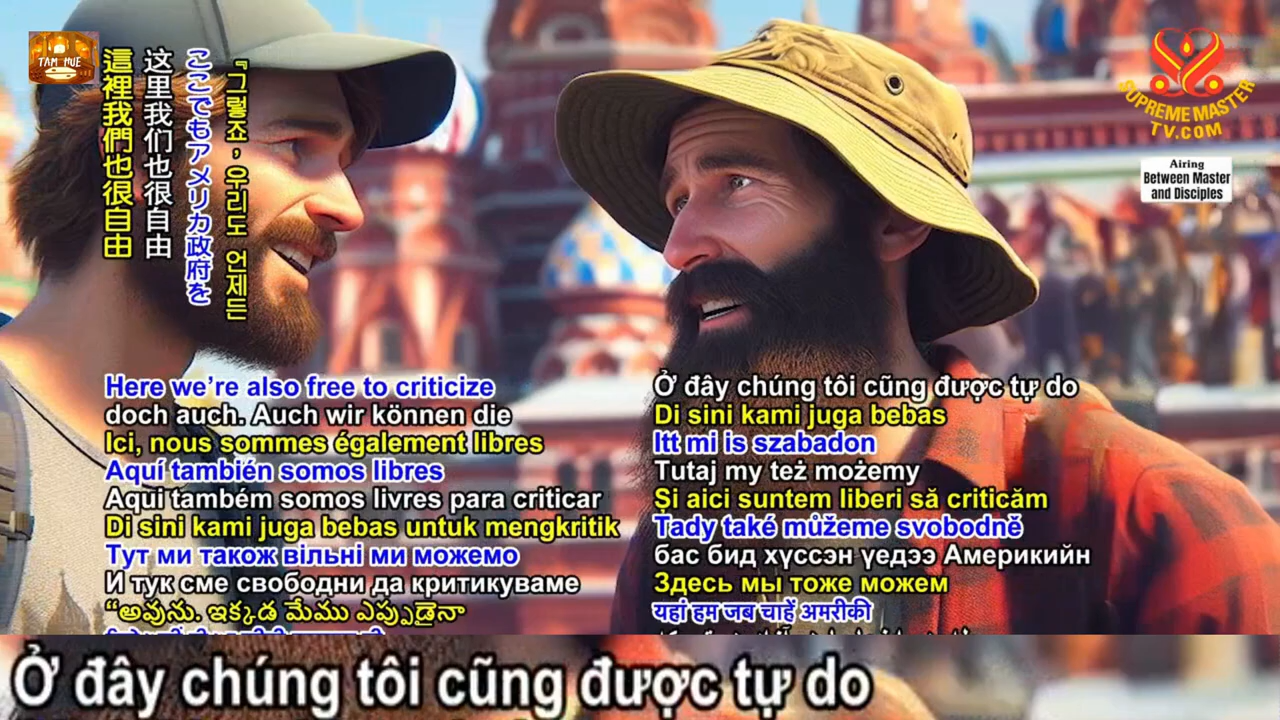 TAM HUE
這裡我們也很自由
这里我们也很自由
ここでもアメリカ政府を
『그렇죠, 우리도 언제든
SUPREME MASTER
TV.COM
Airing
Between Master
and Disciples
Here we’re also free to criticize
doch auch. Auch wir können die
Ici, nous sommes également libres
Aquí también somos libres
Aqui também somos livres para criticar
Di sini kami juga bebas untuk mengkritik
Тут ми також вільні ми можемо
И тук сме свободни да критикуваме
“అవును. ఇక్కడ మేము ఎప్పుడైనా
Ở đây chúng tôi cũng được tự do
Di sini kami juga bebas
Itt mi is szabadon
Tutaj my też możemy
Și aici suntem liberi să criticăm
Tady také můžeme svobodně
бас бид хүссэн үедээ Америкийн
Здесь мы тоже можем
यहां हम जब चाहें अमरीकी
Ở đây chúng tôi cũng được tự do